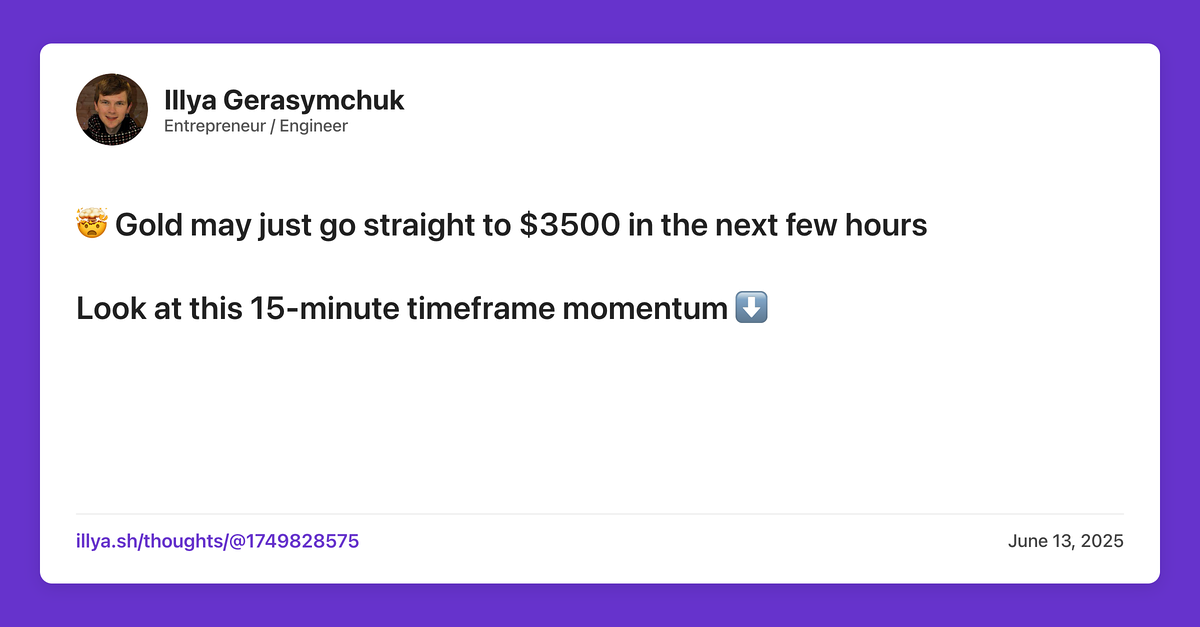 Illya Gerasymchuk
Entrepreneur / Engineer
🤯 Gold may just go straight to $3500 in the next few hours
Look at this 15-minute timeframe momentum ⬇️
illya.sh/thoughts/@1749828575
June 13, 2025